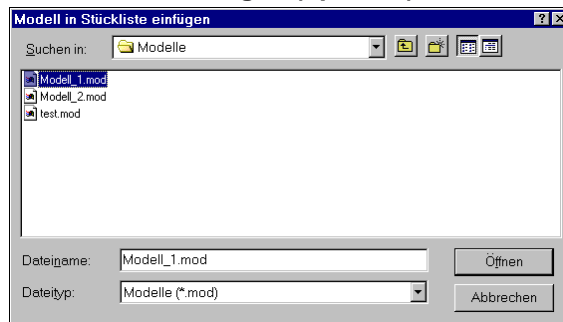 Modell in Stückliste einfügen
Suchen in: Modelle
Modell_1.mod
Modell_2.mod
test.mod
Dateiname: Modell_1.mod Öffnen
Dateityp: Modelle (*.mod) Abbrechen